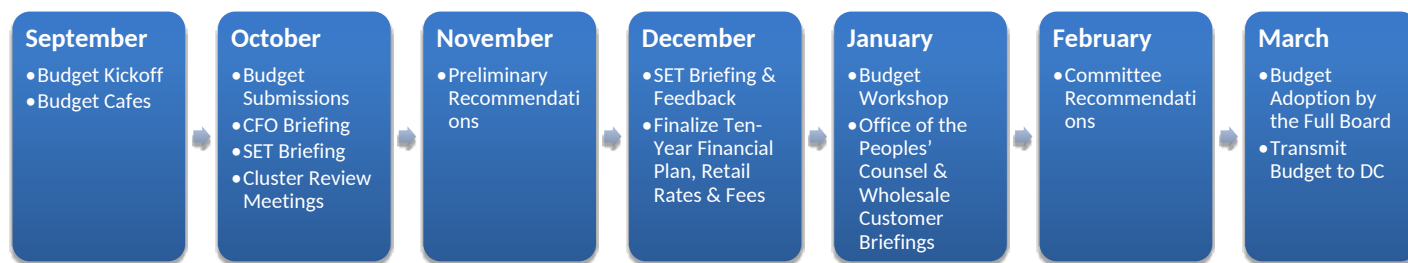 September
•Budget Kickoff
•Budget Cafes
October
•Budget
Submissions
•CFO Briefing
•SET Briefing
•Cluster Review
Meetings
November
•Preliminary
Recommendati
ons
December
•SET Briefing &
Feedback
•Finalize Ten-
Year Financial
Plan, Retail
Rates & Fees
January
•Budget
Workshop
•Office of the
Peoples’
Counsel &
Wholesale
Customer
Briefings
February
•Committee
Recommendati
ons
March
•Budget
Adoption by
the Full Board
•Transmit
Budget to DC